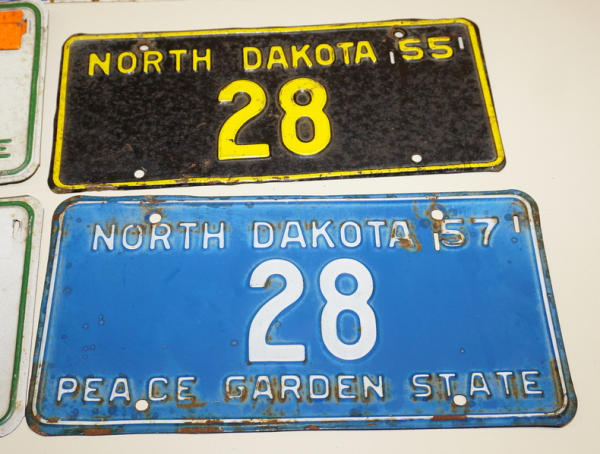 NORTH DAKOTA 55
28
NORTH DAKOTA 57
28
PEACE GARDEN STATE